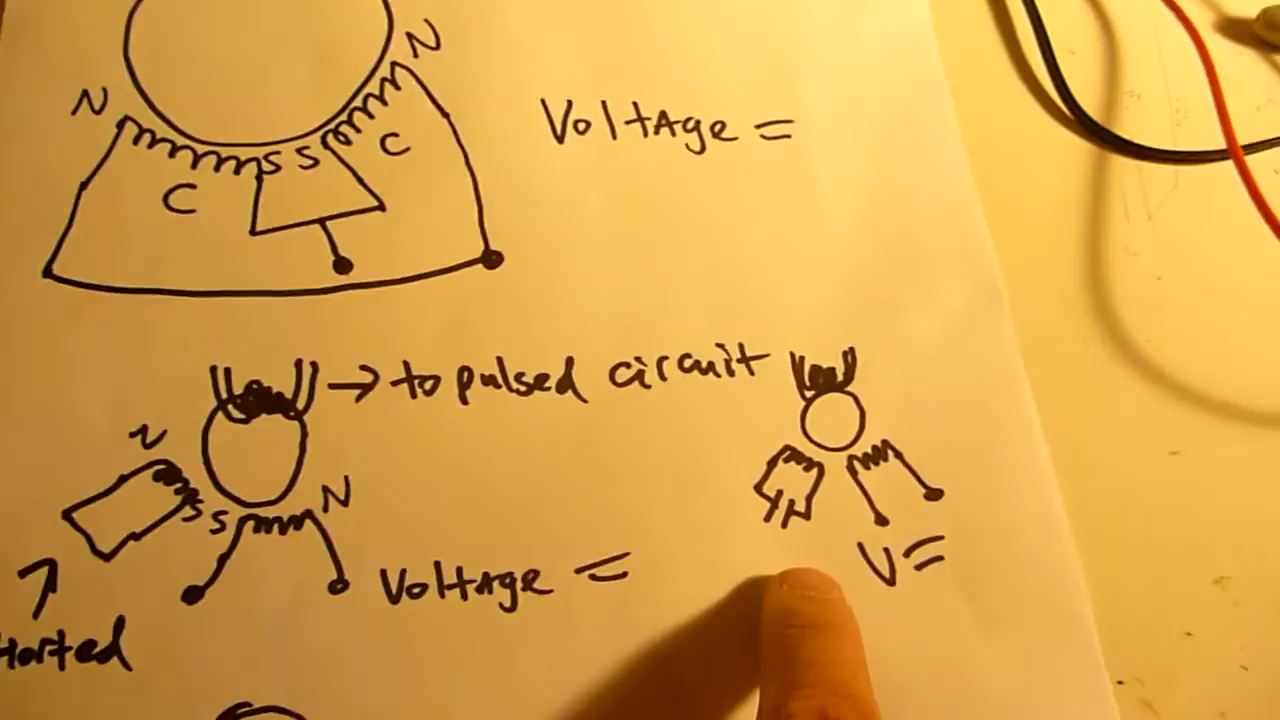 N
N
Voltage =
S S
C
C
→ to pulsed circuit
N
S S
N
Voltage =
V=
horted